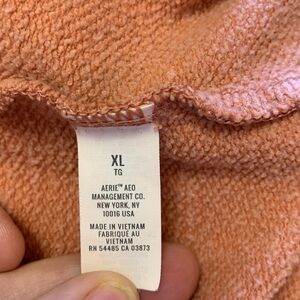 XL
TG
AERIE™ AEO
MANAGEMENT CO.
NEW YORK, NY
10016 USA
MADE IN VIETNAM
FABRIQUÉ AU
VIETNAM
RN 54485 CA 03873